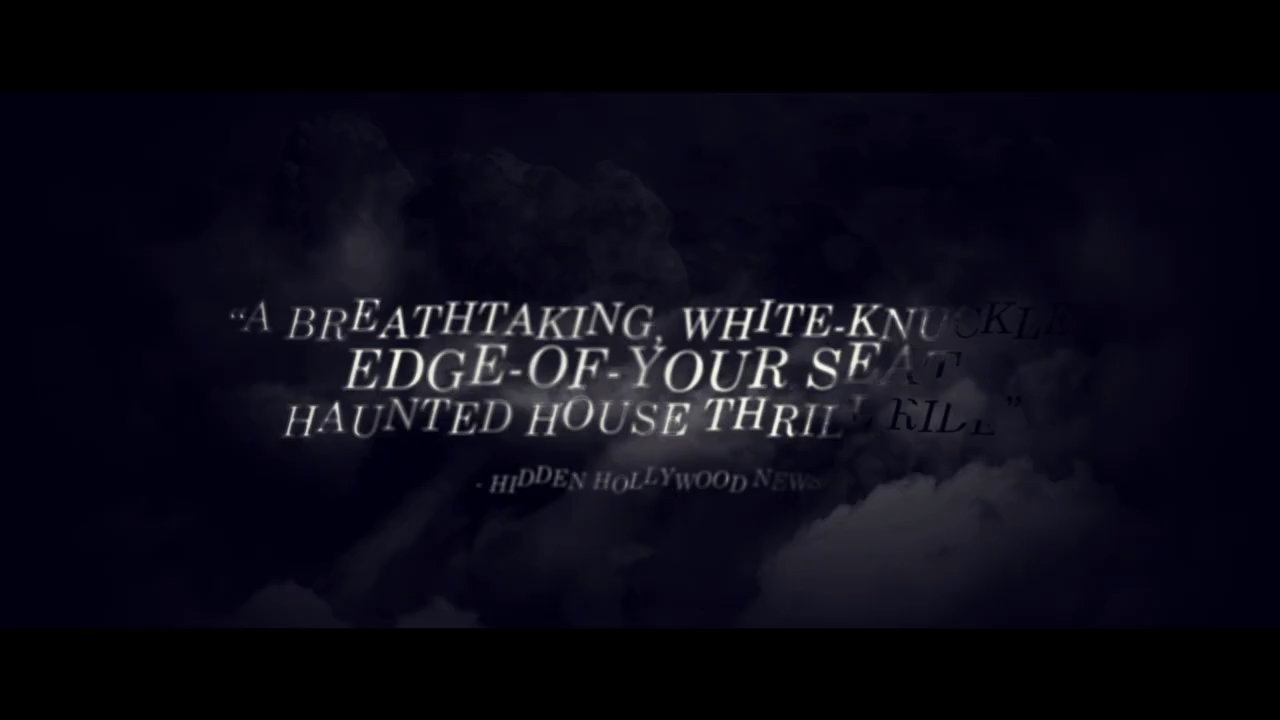 “A BREATHTAKING, WHITE-KNUCKLE
EDGE-OF-YOUR SEAT
HAUNTED HOUSE THRILL RIDE”
- HIDDEN HOLLYWOOD NEWS